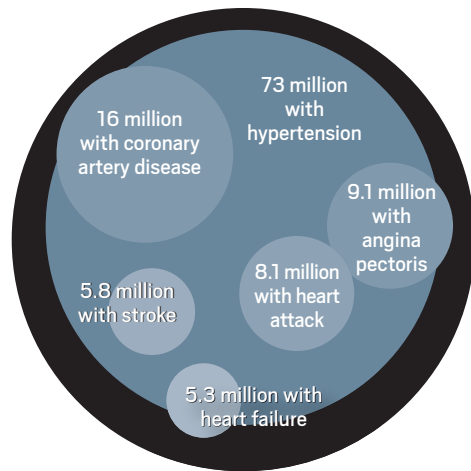 73 million
with
hypertension
16 million
with coronary
artery disease
9.1 million
with
angina
pectoris
8.1 million
with heart
attack
5.8 million
with stroke
5.3 million with
heart failure